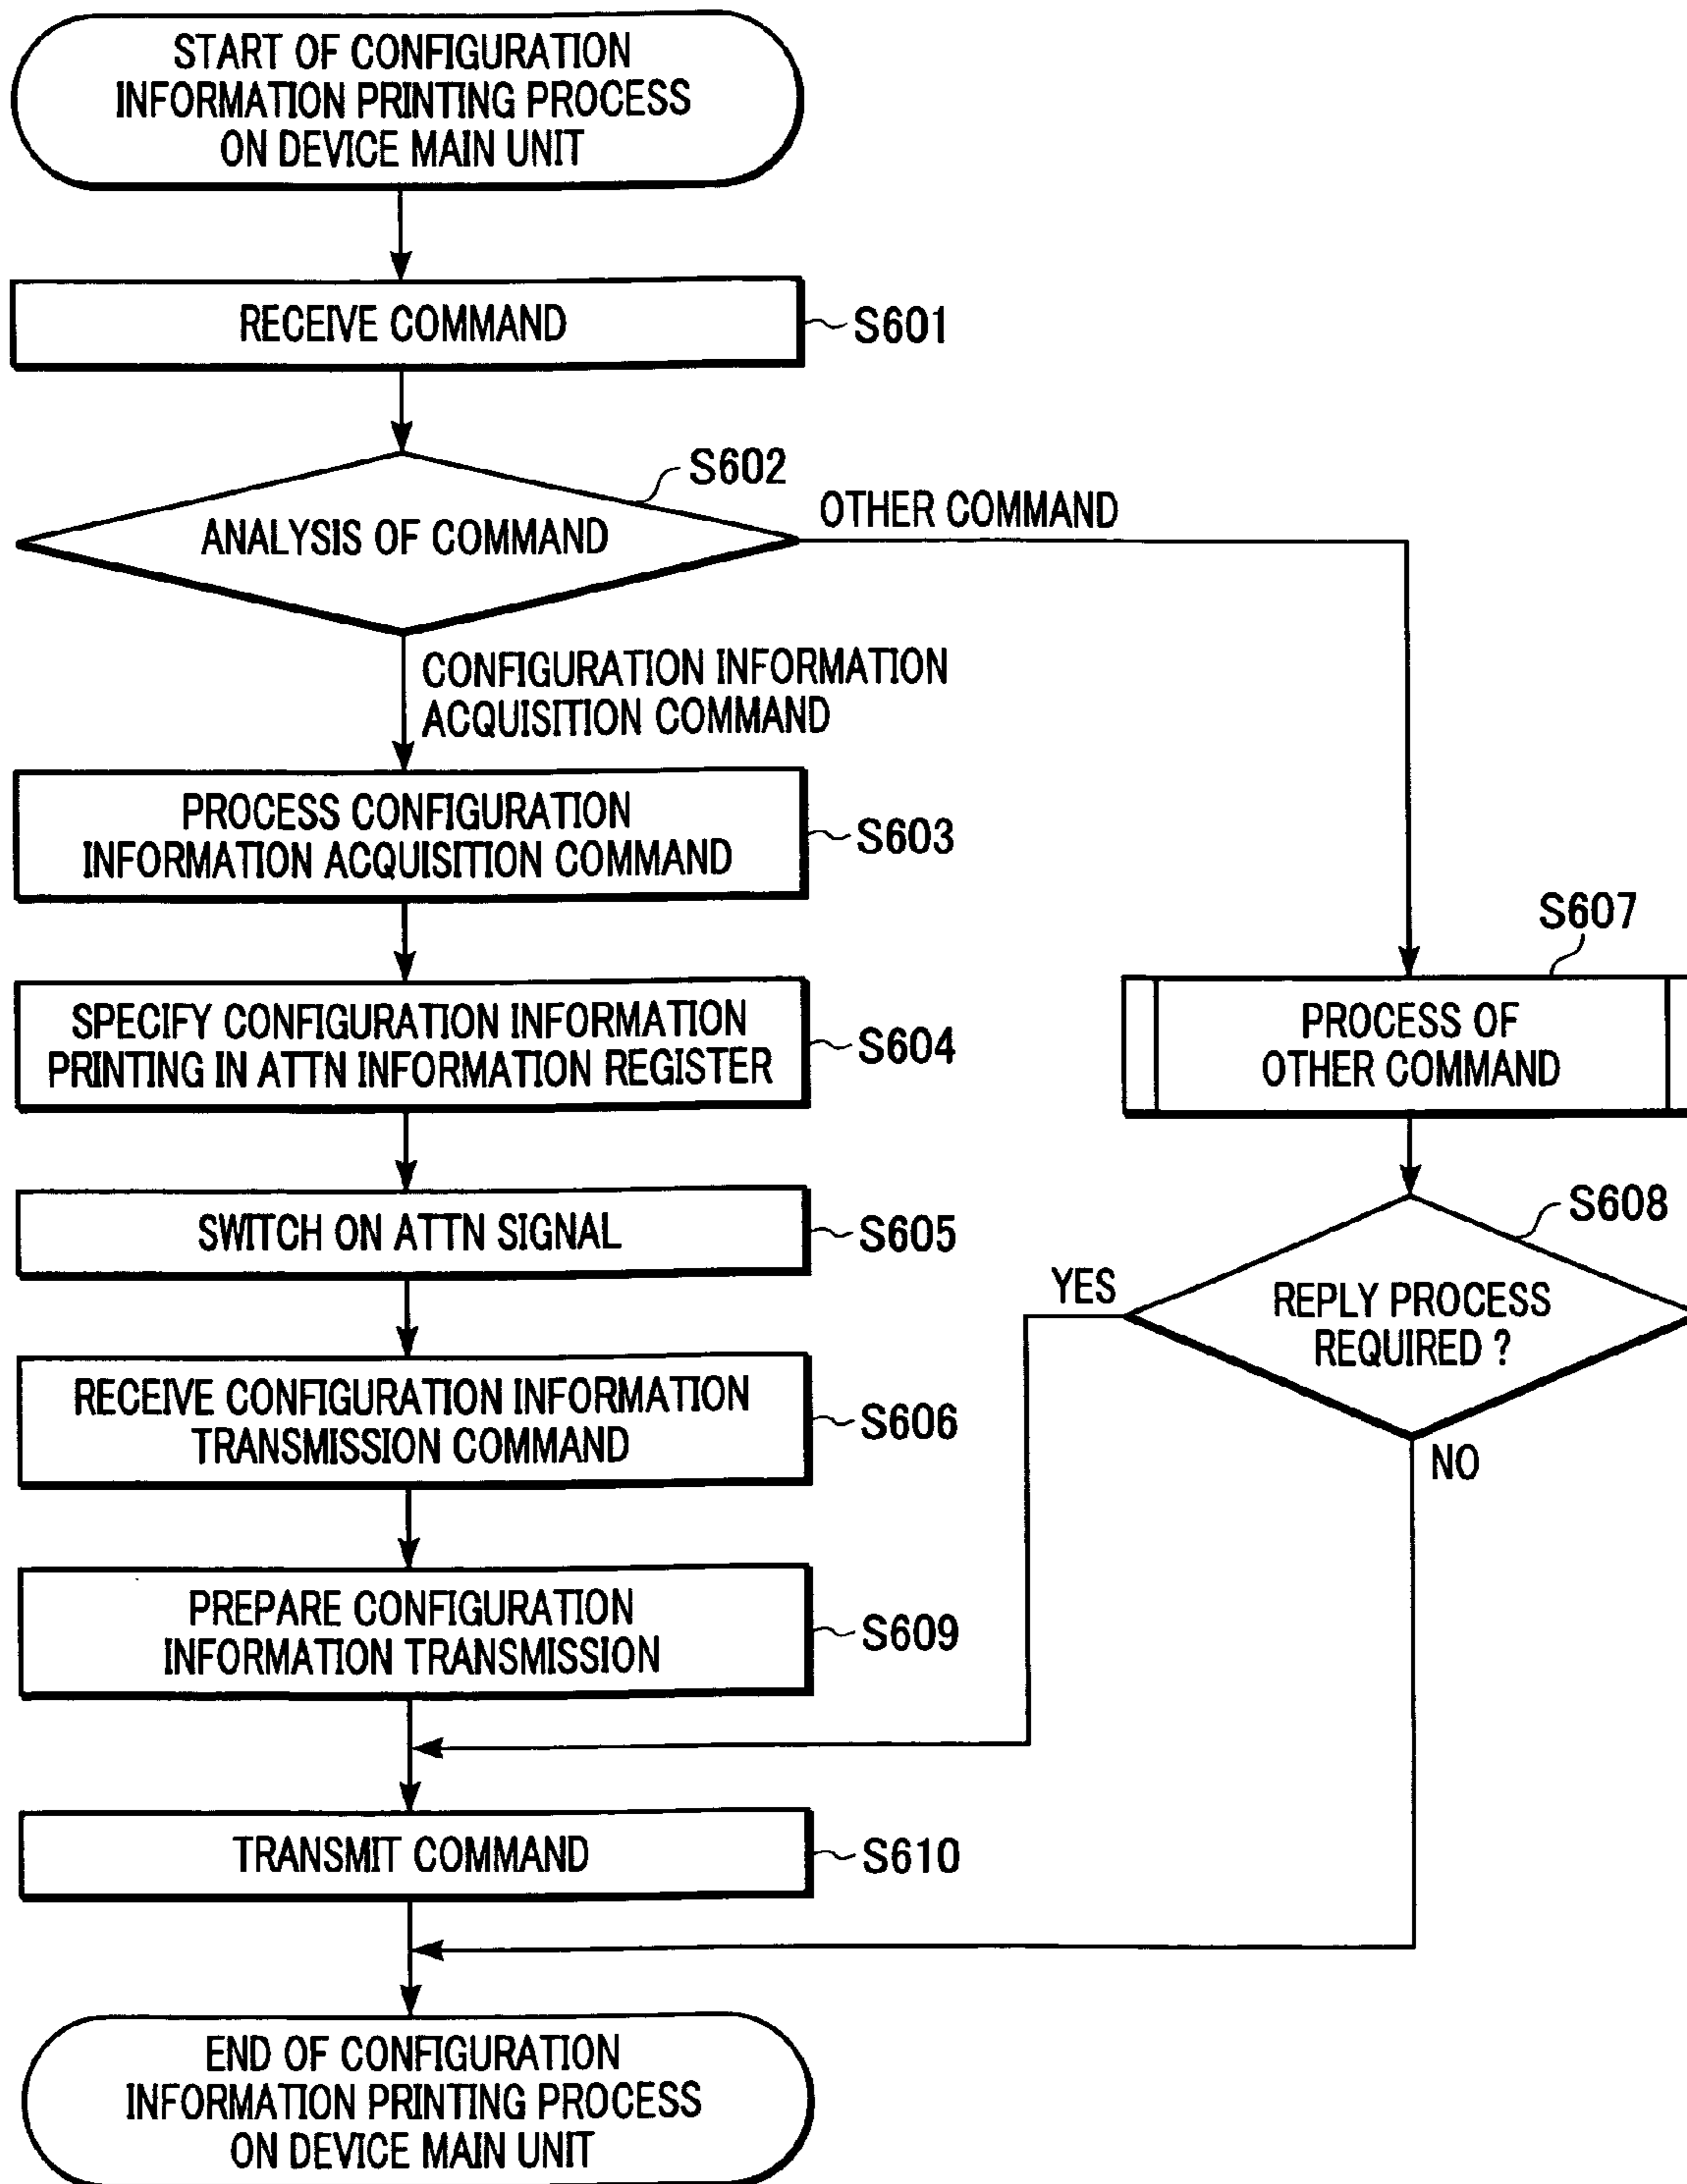 START OF CONFIGURATION
INFORMATION PRINTING PROCESS
ON DEVICE MAIN UNIT
RECEIVE COMMAND
S601
S602
ANALYSIS OF COMMAND
OTHER COMMAND
CONFIGURATION INFORMATION
ACQUISITION COMMAND
PROCESS CONFIGURATION
INFORMATION ACQUISITION COMMAND
S603
SPECIFY CONFIGURATION INFORMATION
PRINTING IN ATTN INFORMATION REGISTER
S604
S607
PROCESS OF
OTHER COMMAND
SWITCH ON ATTN SIGNAL
S605
S608
YES
REPLY PROCESS
REQUIRED ?
NO
RECEIVE CONFIGURATION INFORMATION
TRANSMISSION COMMAND
S606
PREPARE CONFIGURATION
INFORMATION TRANSMISSION
S609
TRANSMIT COMMAND
S610
END OF CONFIGURATION
INFORMATION PRINTING PROCESS
ON DEVICE MAIN UNIT